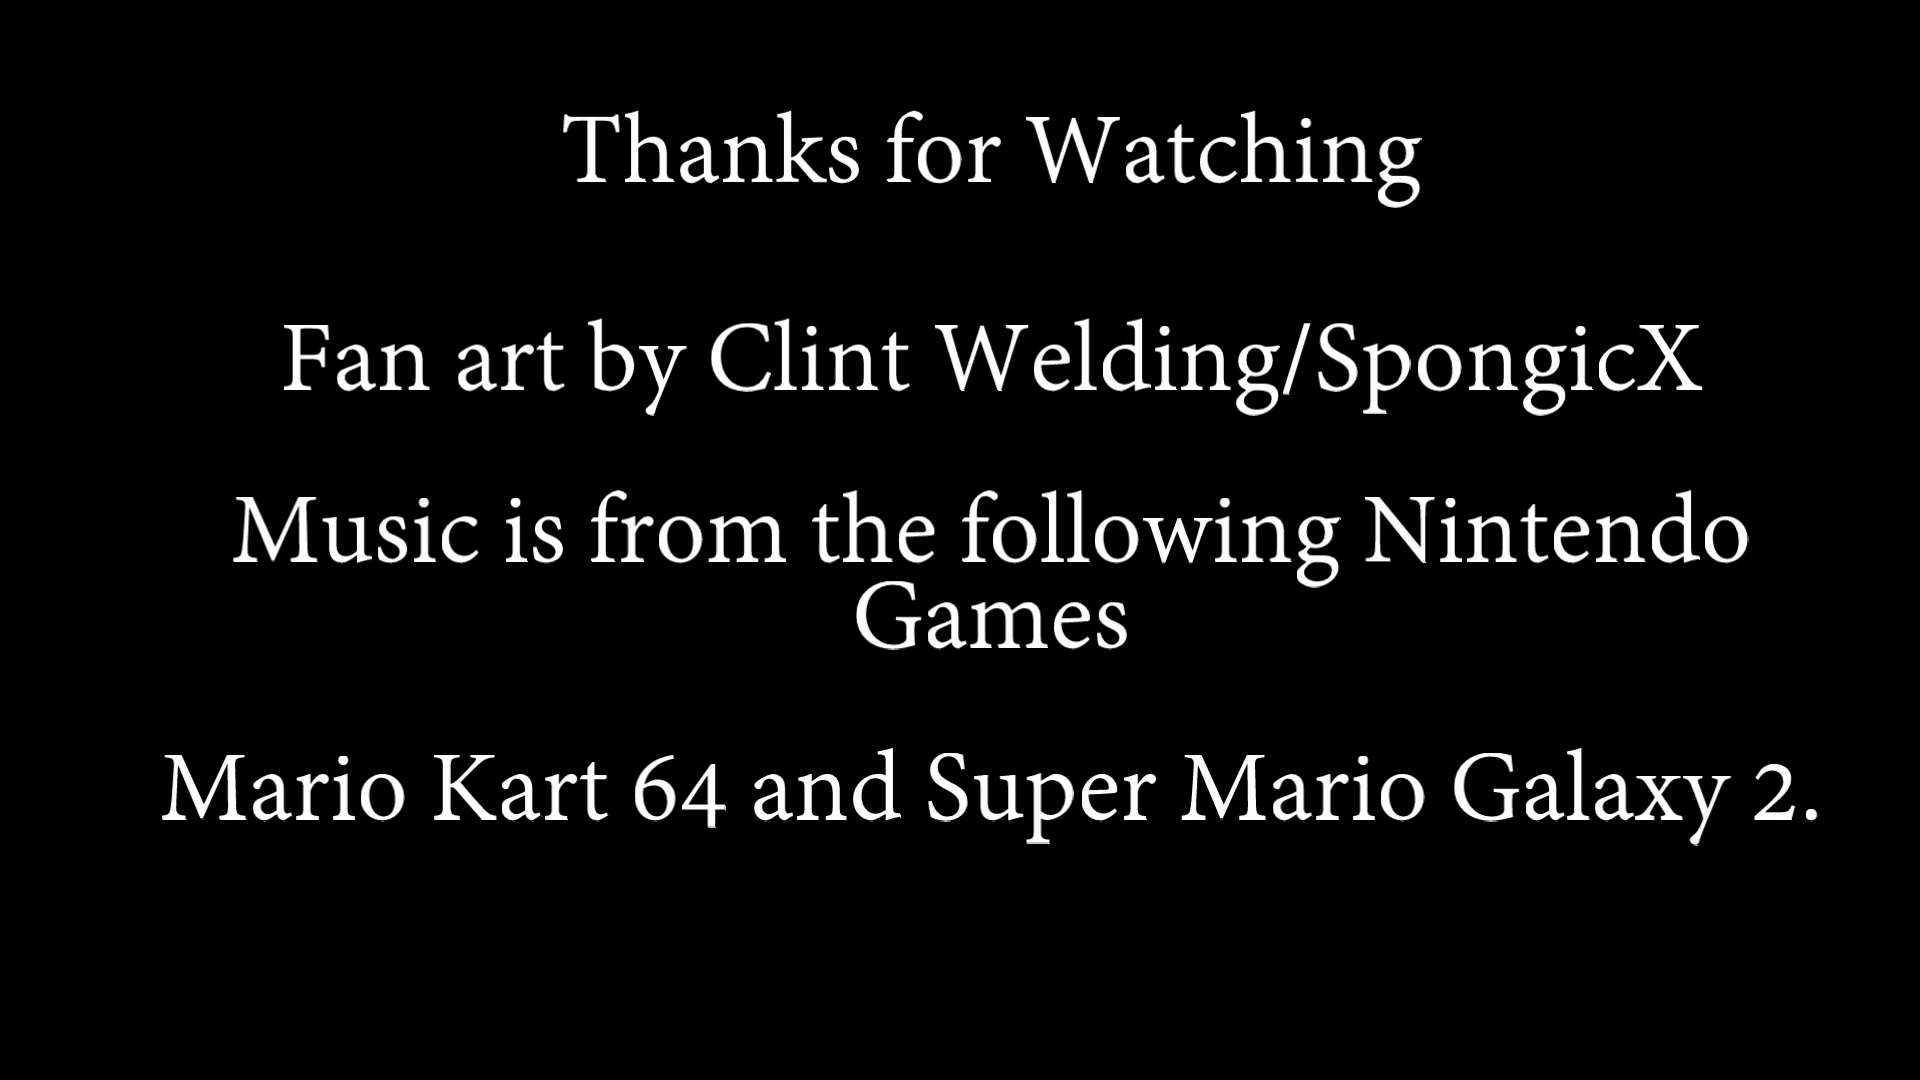 Thanks for Watching
Fan art by Clint Welding/SpongicX
Music is from the following Nintendo
Games
Mario Kart 64 and Super Mario Galaxy 2.